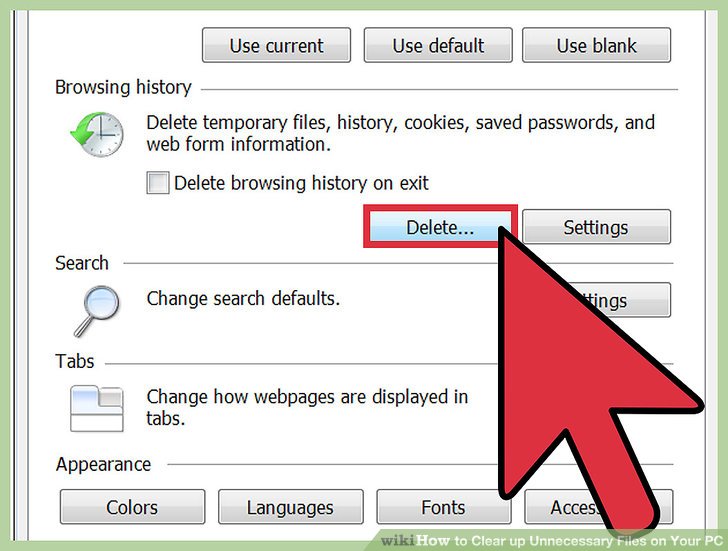 Use current Use default Use blank
Browsing history
Delete temporary files, history, cookies, saved passwords, and
web form information.
Delete browsing history on exit
Delete... Settings
Search
Change search defaults.
Tabs
Change how webpages are displayed in
tabs.
Appearance
Colors Languages Fonts
wikiHow to Clear up Unnecessary Files on Your PC